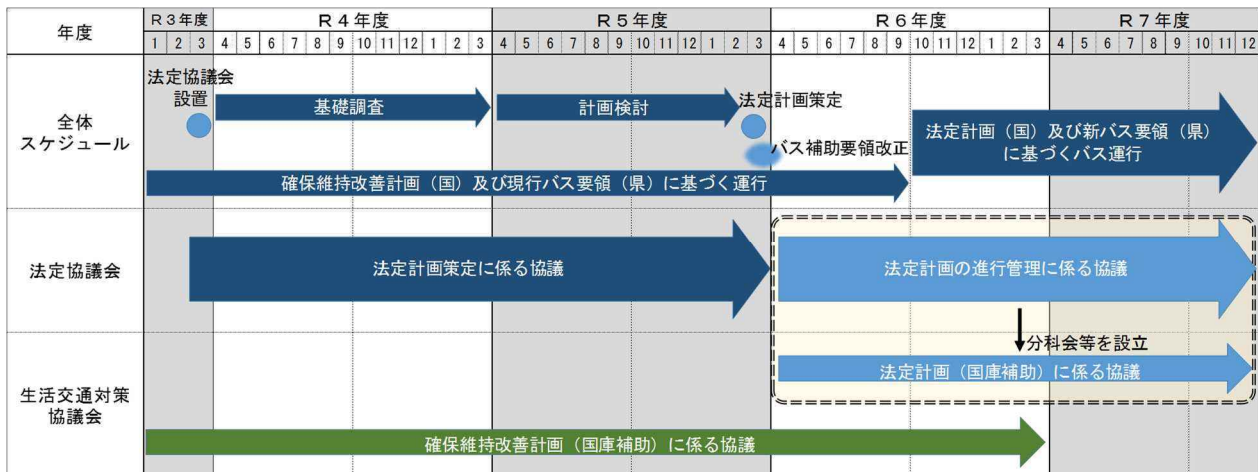 年度
R3年度
R4年度
R5年度
R6年度
R7年度
1 2 3 4 5 6 7 8 9 10 11 12 1 2 3 4 5 6 7 8 9 10 11 12 1 2 3 4 5 6 7 8 9 10 11 12 1 2 3 4 5 6 7 8 9 10 11 12
全体
スケジュール
法定協議会
設置
基礎調査
計画検討
法定計画策定
バス補助要領改正
法定計画（国）及び新バス要領（県）
に基づくバス運行
確保維持改善計画（国）及び現行バス要領（県）に基づく運行
法定協議会
法定計画策定に係る協議
法定計画の進行管理に係る協議
分科会等を設立
生活交通対策
協議会
法定計画（国庫補助）に係る協議
確保維持改善計画（国庫補助）に係る協議